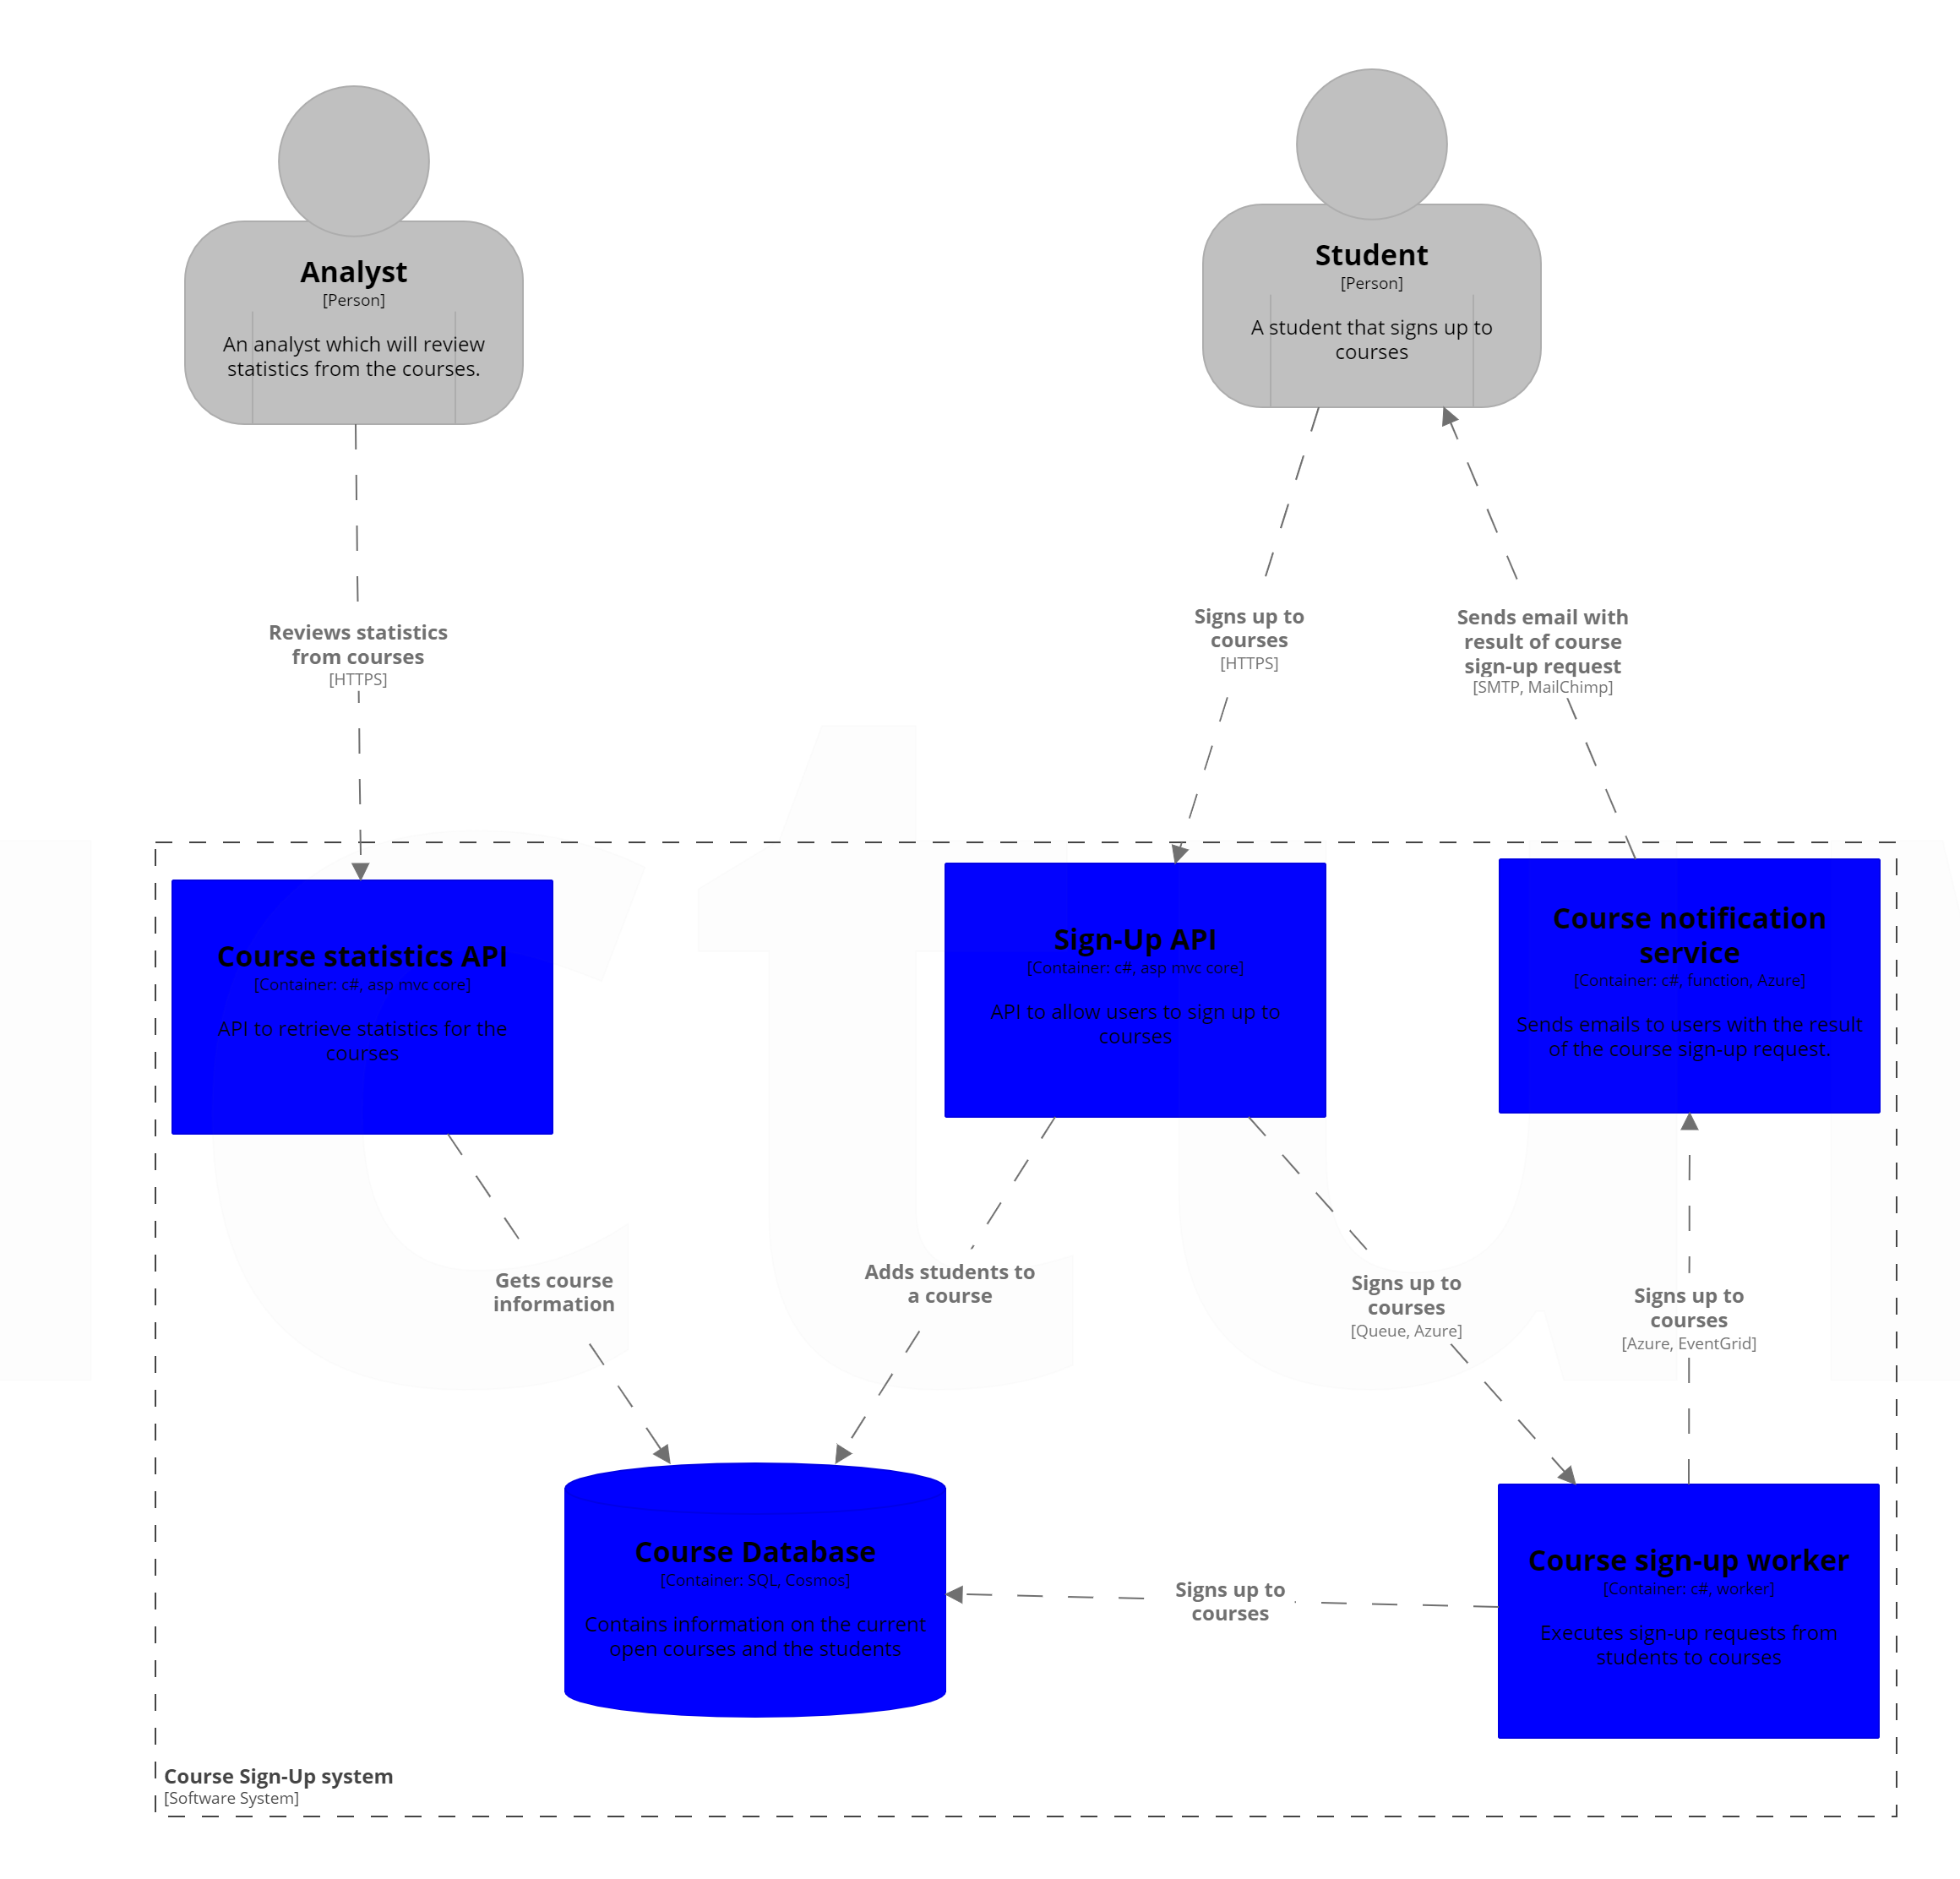 Analyst
[Person]
An analyst which will review
statistics from the courses.
Student
[Person]
A student that signs up to
courses
Reviews statistics
from courses
[HTTPS]
Signs up to
courses
[HTTPS]
Sends email with
result of course
sign-up request
[SMTP, MailChimp]
Course statistics API
[Container: c#, asp mvc core]
API to retrieve statistics for the
courses
Sign-Up API
[Container: c#, asp mvc core]
API to allow users to sign up to
courses
Course notification
service
[Container: c#, function, Azure]
Sends emails to users with the result
of the course sign-up request.
Gets course
information
Adds students to
a course
Signs up to
courses
[Queue, Azure]
Signs up to
courses
[Azure, EventGrid]
Course Database
[Container: SQL, Cosmos]
Contains information on the current
open courses and the students
Signs up to
courses
Course sign-up worker
[Container: c#, worker]
Executes sign-up requests from
students to courses
Course Sign-Up system
[Software System]